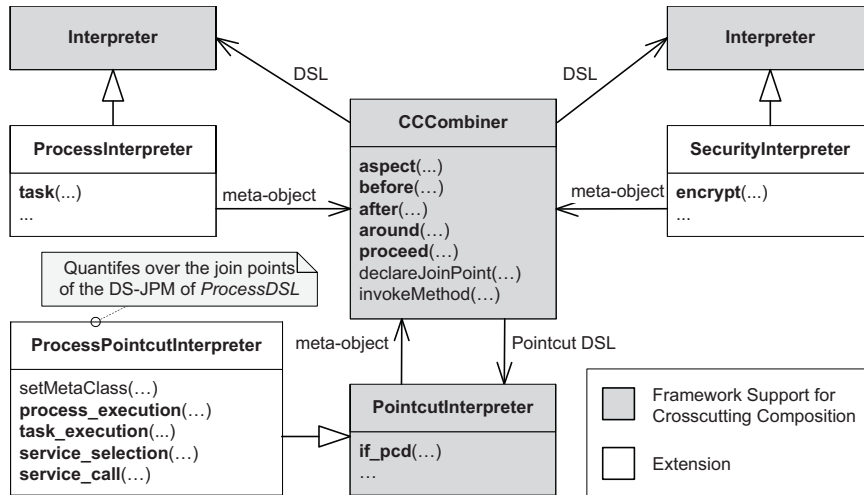 Interpreter
Interpreter
DSL
DSL
CCCombiner
ProcessInterpreter
SecurityInterpreter
aspect(...)
before(...)
after(...)
around(...)
proceed(...)
declareJoinPoint(...)
invokeMethod(...)
task(...)
...
meta-object
meta-object
encrypt(...)
...
Quantifes over the join points
of the DS-JPM of ProcessDSL
ProcessPointcutInterpreter
setMetaClass(...)
process_execution(...)
task_execution(...)
service_selection(...)
service_call(...)
meta-object
Pointcut DSL
PointcutInterpreter
if_pcd(...)
...
Framework Support for
Crosscutting Composition
Extension